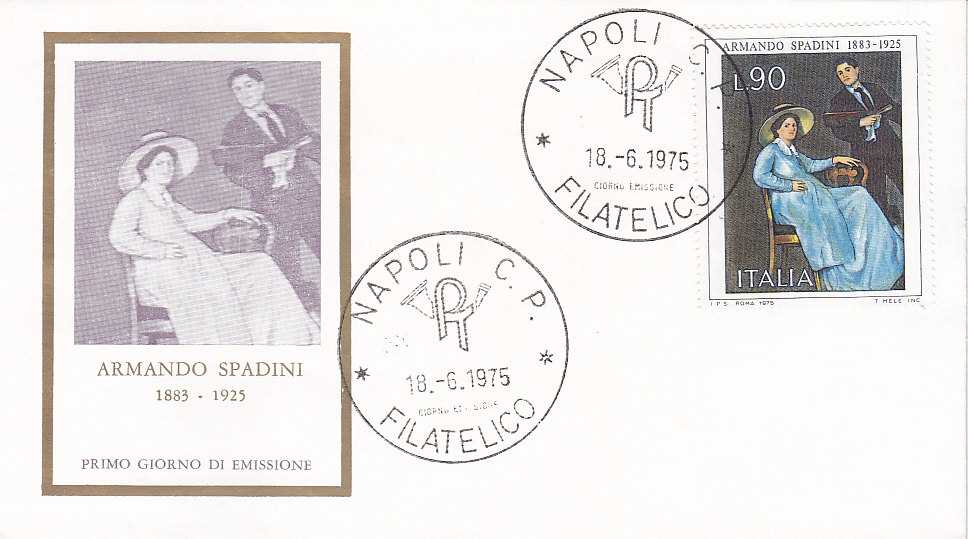 ARMANDO SPADINI
1883 - 1925
PRIMO GIORNO DI EMISSIONE
NAPOLI C. P.
18.-6.1975
GIORNO EMISSIONE
FILATELICO
NAPOLI C. P.
18.-6.1975
GIORNO
FILATELICO
ARMANDO SPADINI 1883-1925
L.90
ITALIA
I P S ROMA 1975
T MELE INC